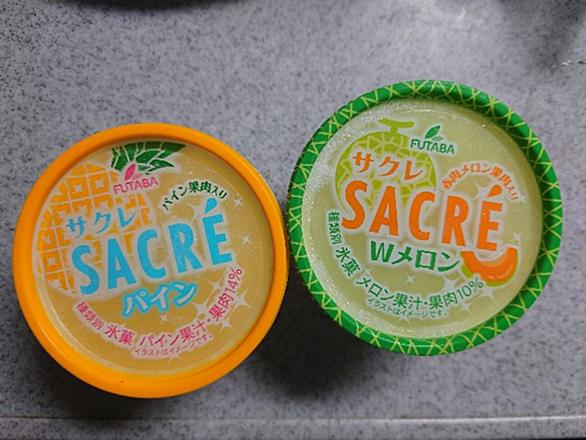 FUTABA
パイン果肉入り
サクレ
SACRÉ
パイン
種類別 氷菓 パイン果汁・果肉14%
イラストはイメージです。
FUTABA
赤肉メロン果肉入り
サクレ
SACRÉ
Wメロン
種類別 氷菓 メロン果汁・果肉10%
イラストはイメージです。